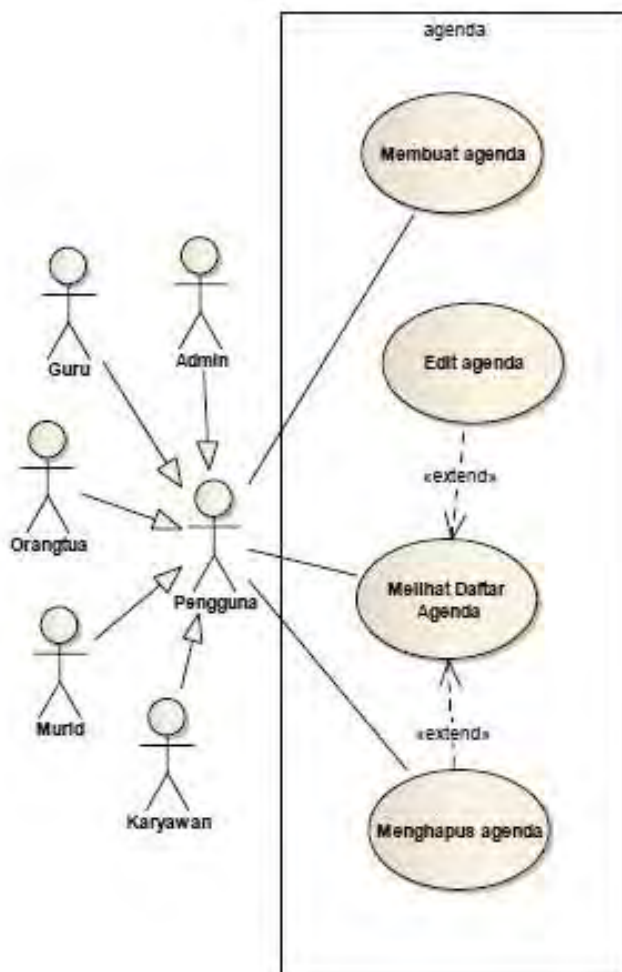 agenda
Membuat agenda
Guru
Admin
Edit agenda
«extend»
Orangtua
Pengguna
Melihat Daftar
Agenda
Murid
«extend»
Karyawan
Menghapus agenda